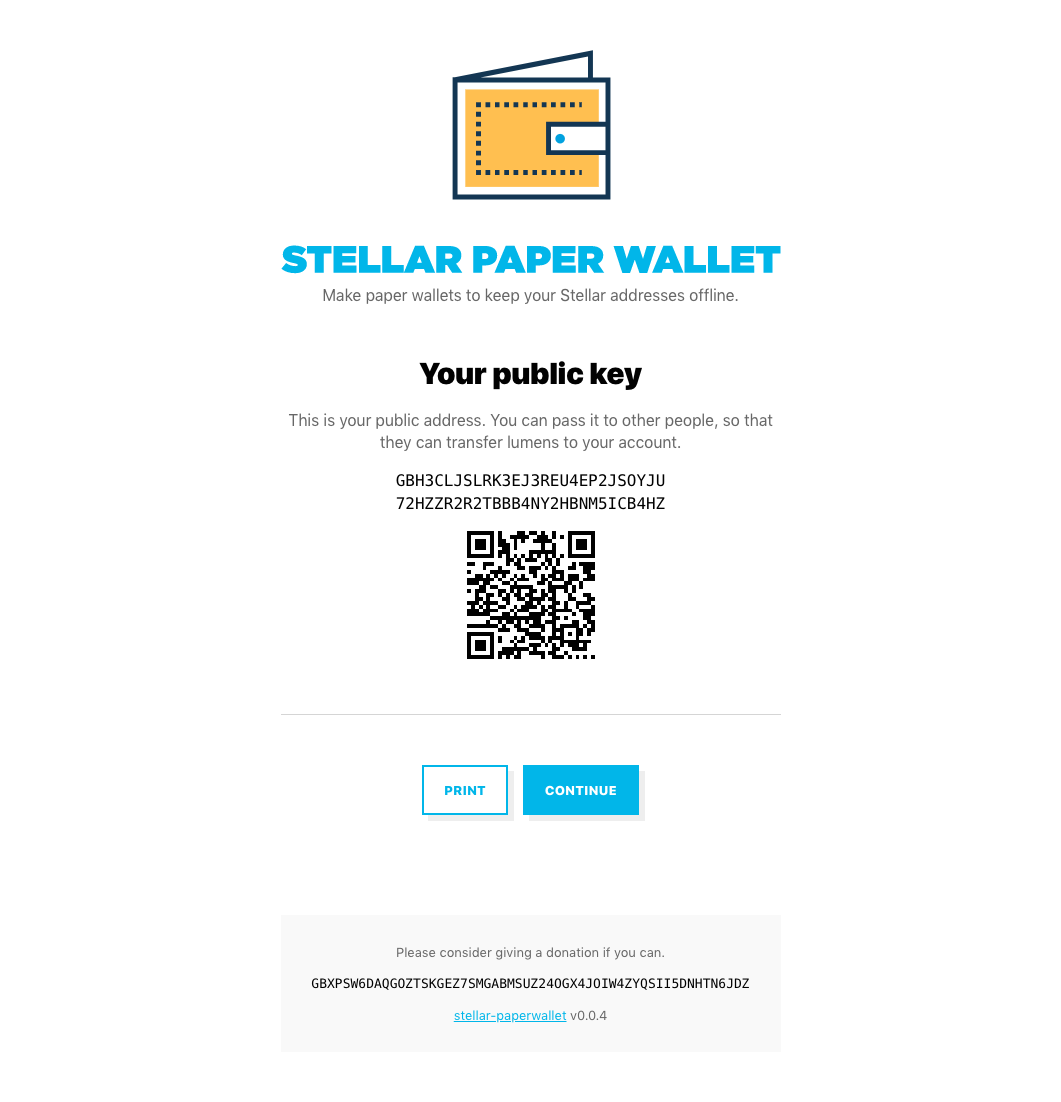 STELLAR PAPER WALLET
Make paper wallets to keep your Stellar addresses offline.
Your public key
This is your public address. You can pass it to other people, so that
they can transfer lumens to your account.
GBH3CLJSLRK3EJ3REU4EP2JSOYJU
72HZZR2R2TBBB4NY2HBNM5ICB4HZ
PRINT
CONTINUE
Please consider giving a donation if you can.
GBXPSW6DAQGOZTSKGEZ7SMGABMSUZ24OGX4JOIW4ZYQSII5DNHTN6JDZ
stellar-paperwallet v0.0.4